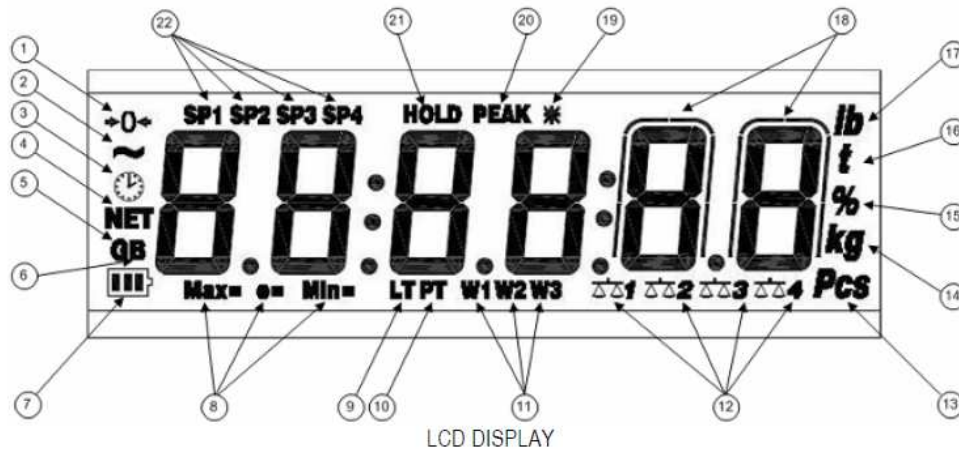 22 21 20 19 18
1 17
2 SP1 SP2 SP3 SP4 HOLD PEAK lb
→0←
3 ~ t 16
4 % 15
5 NET
GB kg
6 14
Max= e= Min= LT PT W1 W2 W3 1 2 3 4 Pcs
7 8 9 10 11 12 13
LCD DISPLAY